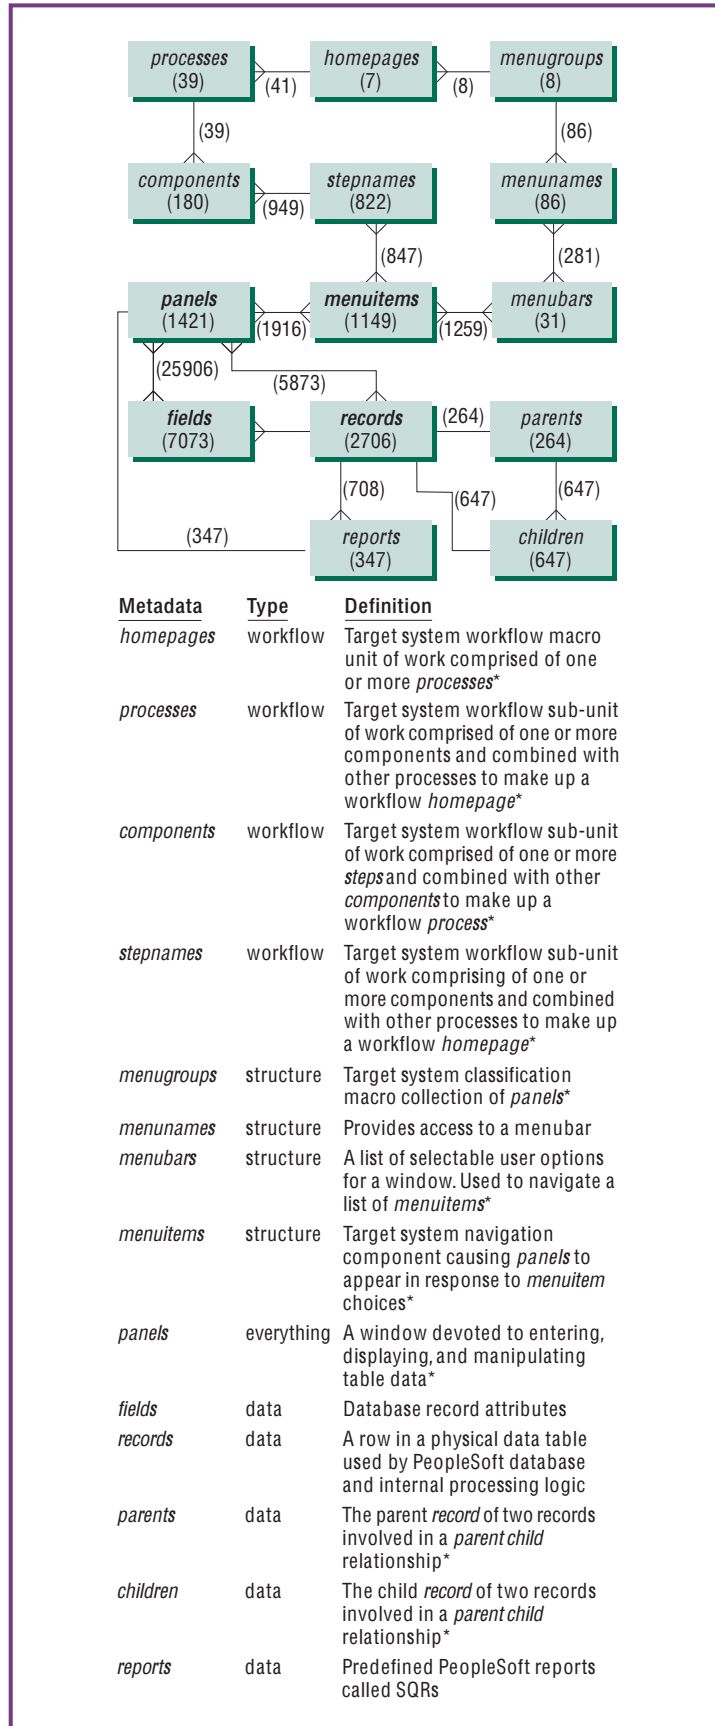 processes homepages menugroups
(39) (41) (7) (8) (8)
(39) (86)
components stepnames menunames
(180) (949) (822) (86)
(847) (281)
panels menuitems menubars
(1421) (1916) (1149) (1259) (31)
(25906)
(5873)
fields records (264) parents
(7073) (2706) (264)
(708) (647) (647)
(347) reports children
(347) (647)
Metadata Type Definition
homepages workflow Target system workflow macro
unit of work comprised of one
or more processes*
processes workflow Target system workflow sub-unit
of work comprised of one or more
components and combined with
other processes to make up a
workflow homepage*
components workflow Target system workflow sub-unit
of work comprised of one or more
steps and combined with other
components to make up a
workflow process*
stepnames workflow Target system workflow sub-unit
of work comprising of one or
more components and combined
with other processes to make up
a workflow homepage*
menugroups structure Target system classification
macro collection of panels*
menunames structure Provides access to a menubar
menubars structure A list of selectable user options
for a window. Used to navigate a
list of menuitems*
menuitems structure Target system navigation
component causing panels to
appear in response to menuitem
choices*
panels everything A window devoted to entering,
displaying, and manipulating
table data*
fields data Database record attributes
records data A row in a physical data table
used by PeopleSoft database
and internal processing logic
parents data The parent record of two records
involved in a parent child
relationship*
children data The child record of two records
involved in a parent child
relationship*
reports data Predefined PeopleSoft reports
called SQRs